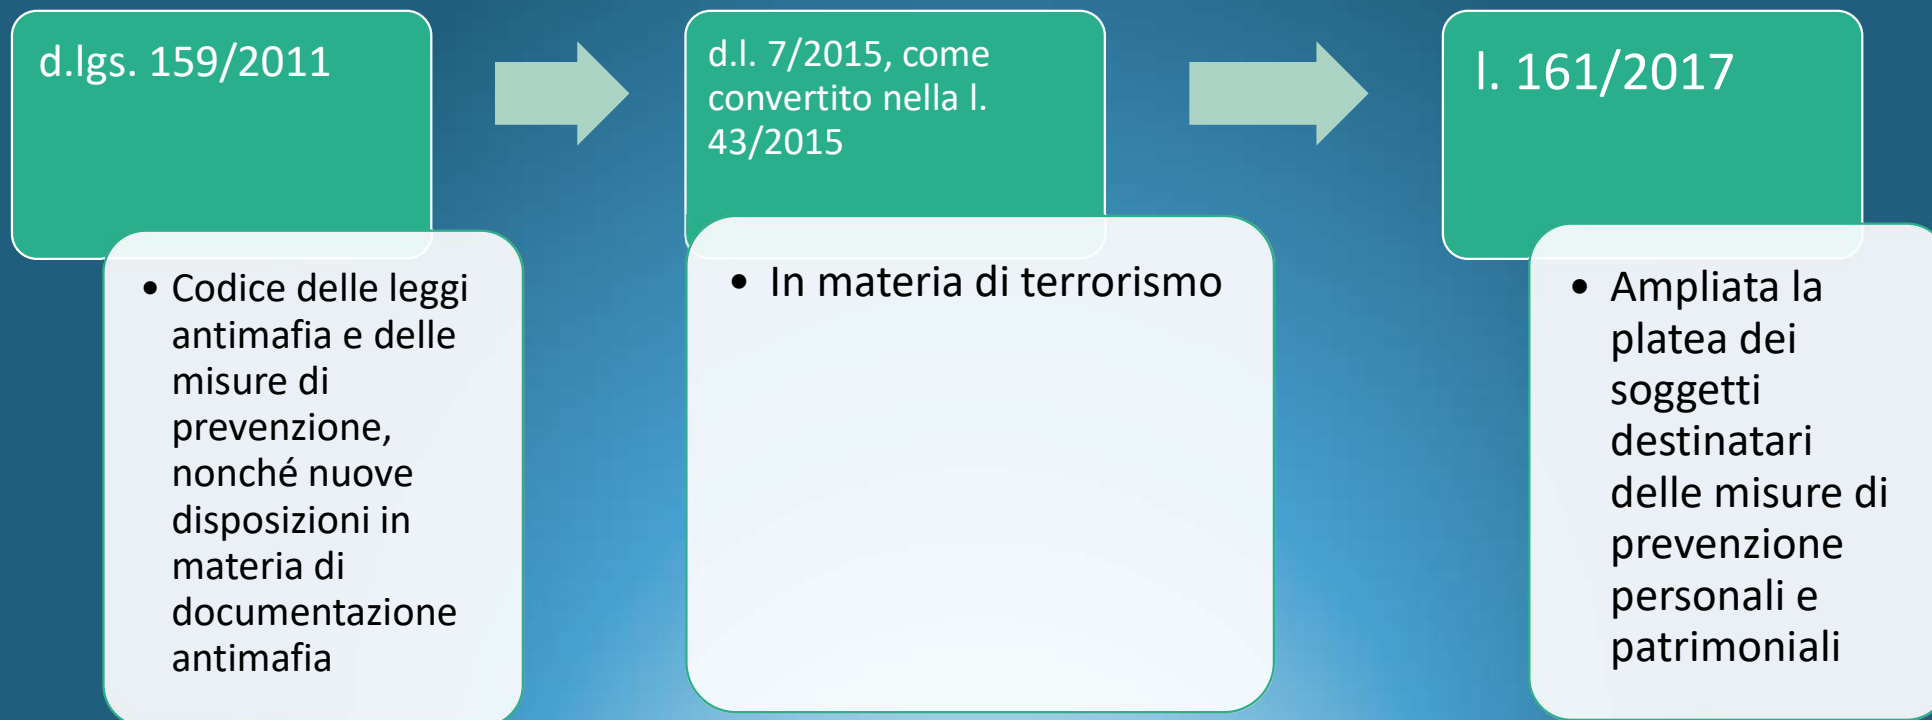 d.lgs. 159/2011
• Codice delle leggi
antimafia e delle
misure di
prevenzione,
nonché nuove
disposizioni in
materia di
documentazione
antimafia
d.l. 7/2015, come
convertito nella l.
43/2015
• In materia di terrorismo
l. 161/2017
• Ampliata la
platea dei
soggetti
destinatari
delle misure di
prevenzione
personali e
patrimoniali